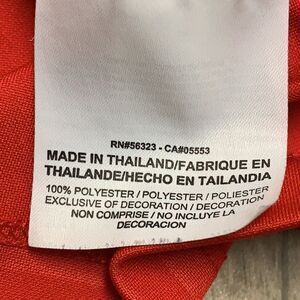 RN#56323 - CA#05553
MADE IN THAILAND/FABRIQUE EN
THAILANDE/HECHO EN TAILANDIA
100% POLYESTER / POLYESTER / POLIESTER
EXCLUSIVE OF DECORATION / DECORATION
NON COMPRISE / NO INCLUYE LA
DECORACION